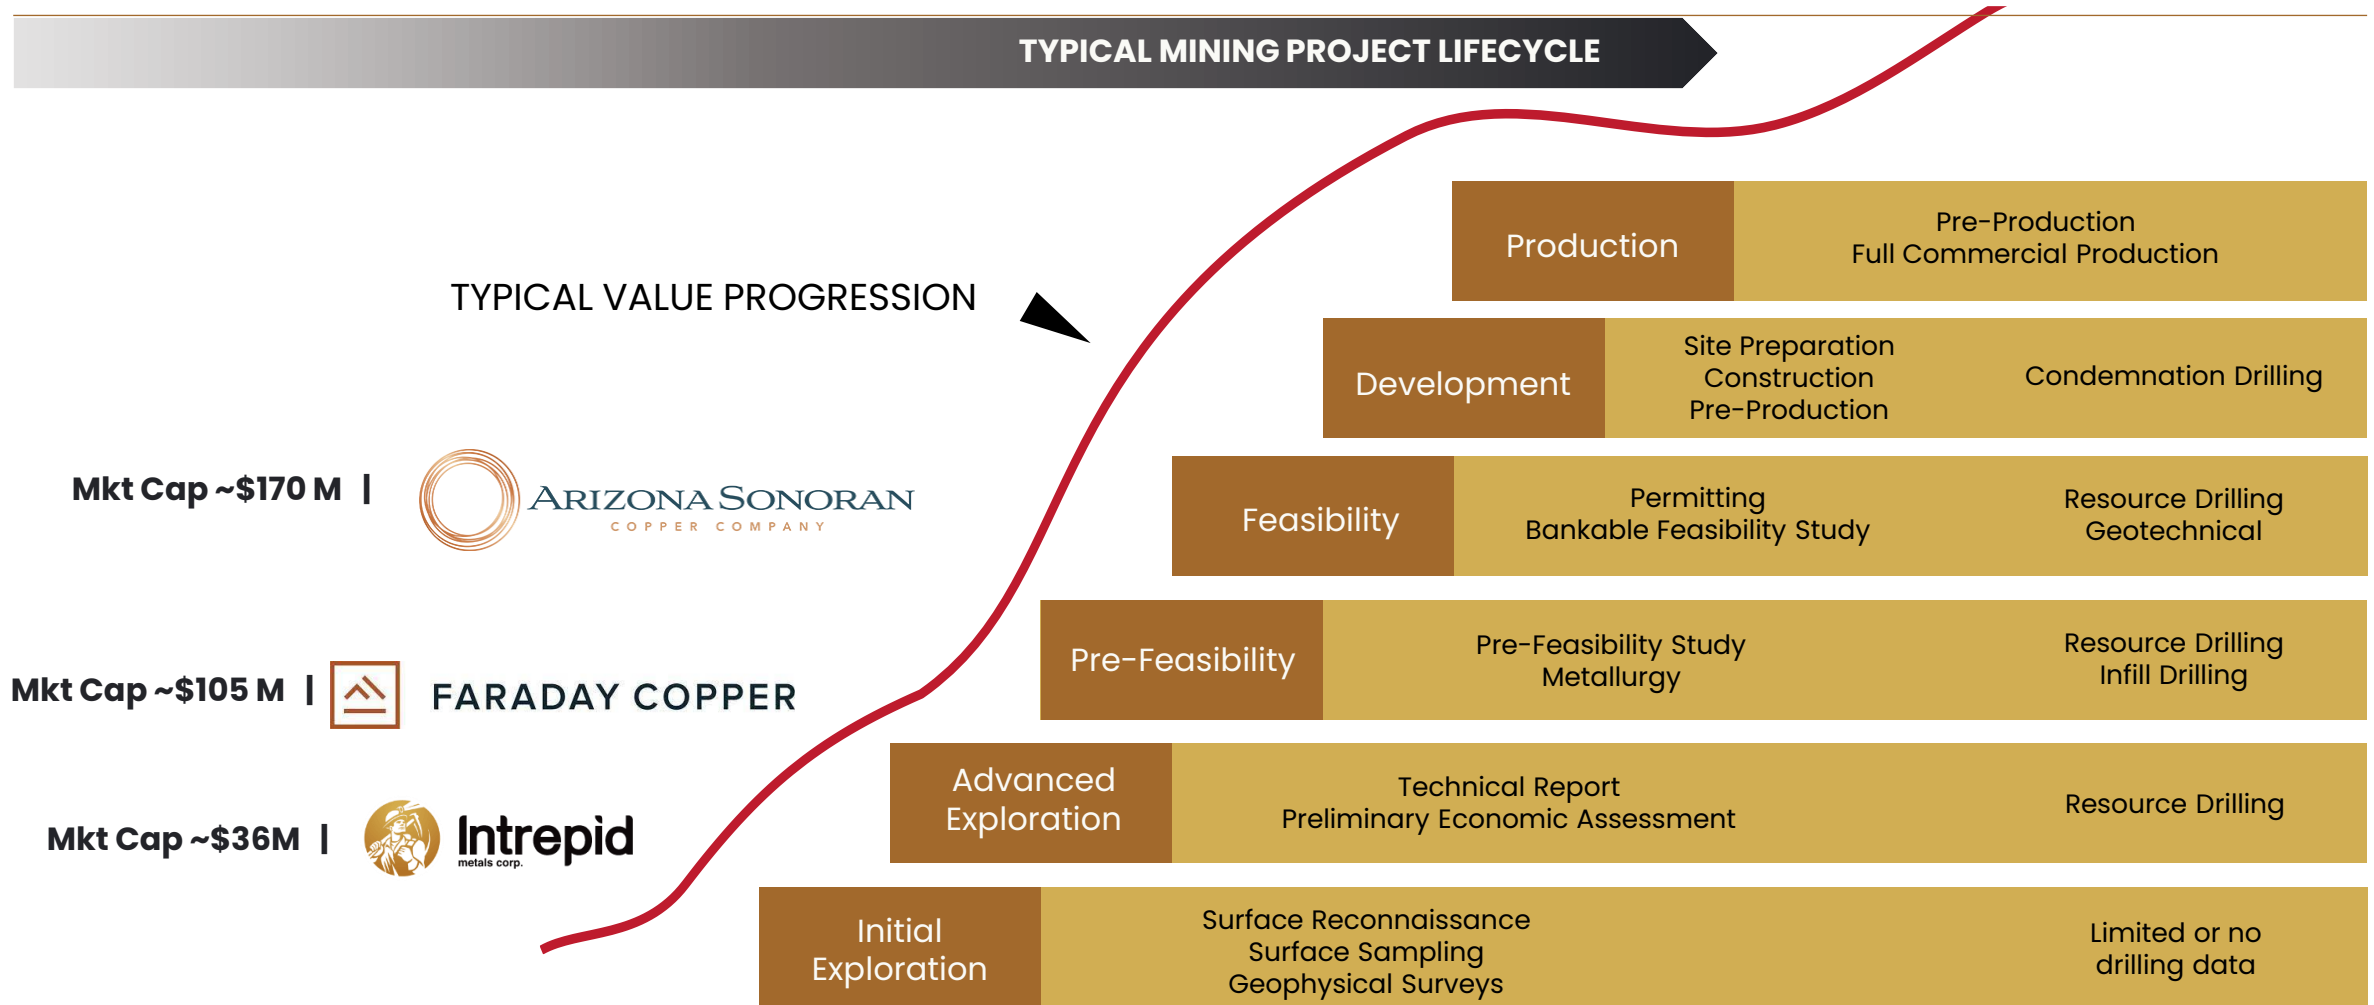 TYPICAL MINING PROJECT LIFECYCLE
TYPICAL VALUE PROGRESSION
Production
Pre-Production
Full Commercial Production
Development
Site Preparation
Construction
Pre-Production
Condemnation Drilling
Mkt Cap ~$170 M |
ARIZONA SONORAN
COPPER COMPANY
Feasibility
Permitting
Bankable Feasibility Study
Resource Drilling
Geotechnical
Mkt Cap ~$105 M |
FARADAY COPPER
Pre-Feasibility
Pre-Feasibility Study
Metallurgy
Resource Drilling
Infill Drilling
Mkt Cap ~$36M |
Intrepid
metals corp.
Advanced
Exploration
Technical Report
Preliminary Economic Assessment
Resource Drilling
Initial
Exploration
Surface Reconnaissance
Surface Sampling
Geophysical Surveys
Limited or no
drilling data